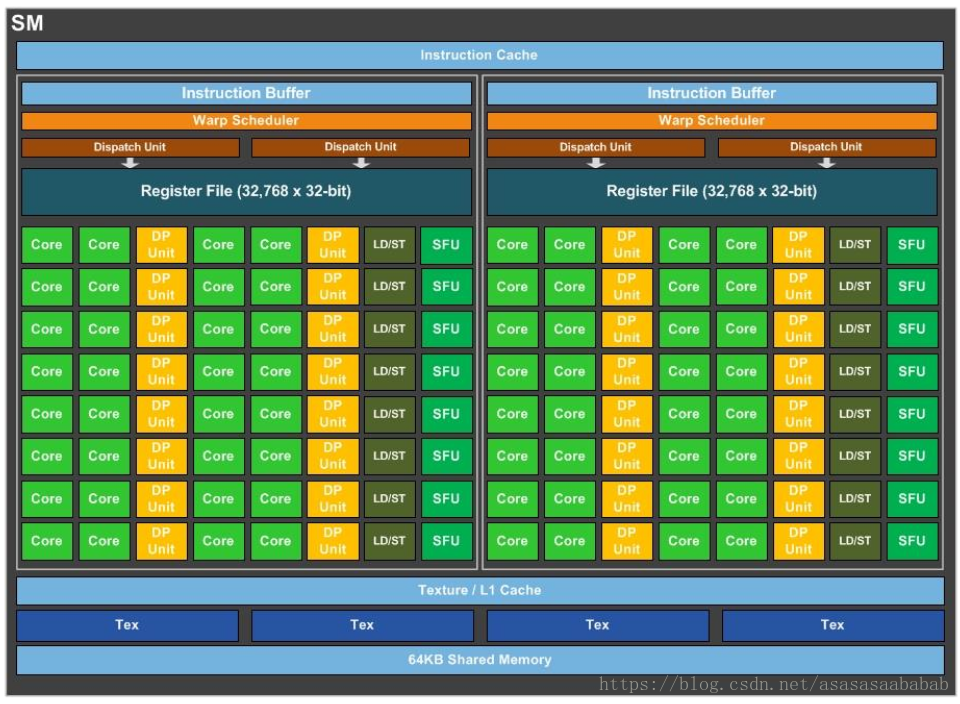 SM
Instruction Cache
Instruction Buffer Instruction Buffer
Warp Scheduler Warp Scheduler
Dispatch Unit Dispatch Unit Dispatch Unit Dispatch Unit
Register File (32,768 x 32-bit) Register File (32,768 x 32-bit)
Core Core DP Unit Core Core DP Unit LD/ST SFU Core Core DP Unit Core Core DP Unit LD/ST SFU
Core Core DP Unit Core Core DP Unit LD/ST SFU Core Core DP Unit Core Core DP Unit LD/ST SFU
Core Core DP Unit Core Core DP Unit LD/ST SFU Core Core DP Unit Core Core DP Unit LD/ST SFU
Core Core DP Unit Core Core DP Unit LD/ST SFU Core Core DP Unit Core Core DP Unit LD/ST SFU
Core Core DP Unit Core Core DP Unit LD/ST SFU Core Core DP Unit Core Core DP Unit LD/ST SFU
Core Core DP Unit Core Core DP Unit LD/ST SFU Core Core DP Unit Core Core DP Unit LD/ST SFU
Core Core DP Unit Core Core DP Unit LD/ST SFU Core Core DP Unit Core Core DP Unit LD/ST SFU
Core Core DP Unit Core Core DP Unit LD/ST SFU Core Core DP Unit Core Core DP Unit LD/ST SFU
Texture / L1 Cache
Tex Tex Tex Tex
64KB Shared Memory
https://blog.csdn.net/asasasaababab